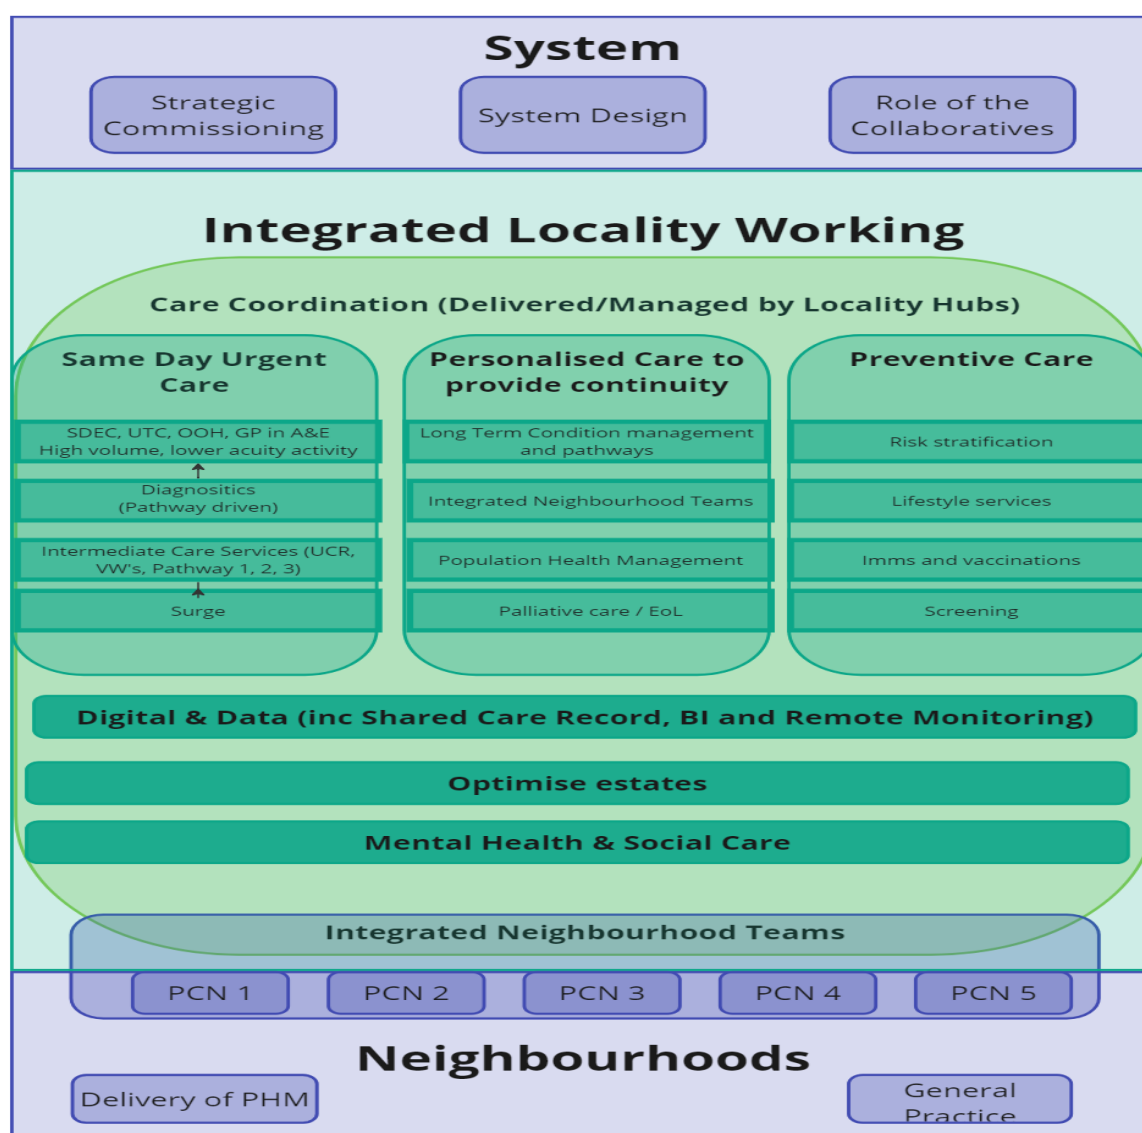 System
Strategic
Commissioning
System Design
Role of the
Collaboratives
Integrated Locality Working
Care Coordination (Delivered/Managed by Locality Hubs)
Same Day Urgent
Care
SDEC, UTC, OOH, GP in A&E
High volume, lower acuity activity
Diagnositics
(Pathway driven)
Intermediate Care Services (UCR,
VW's, Pathway 1, 2, 3)
Surge
Personalised Care to
provide continuity
Long Term Condition management
and pathways
Integrated Neighbourhood Teams
Population Health Management
Palliative care / EoL
Preventive Care
Risk stratification
Lifestyle services
Imms and vaccinations
Screening
Digital & Data (inc Shared Care Record, BI and Remote Monitoring)
Optimise estates
Mental Health & Social Care
Integrated Neighbourhood Teams
PCN 1
PCN 2
PCN 3
PCN 4
PCN 5
Neighbourhoods
Delivery of PHM
General
Practice